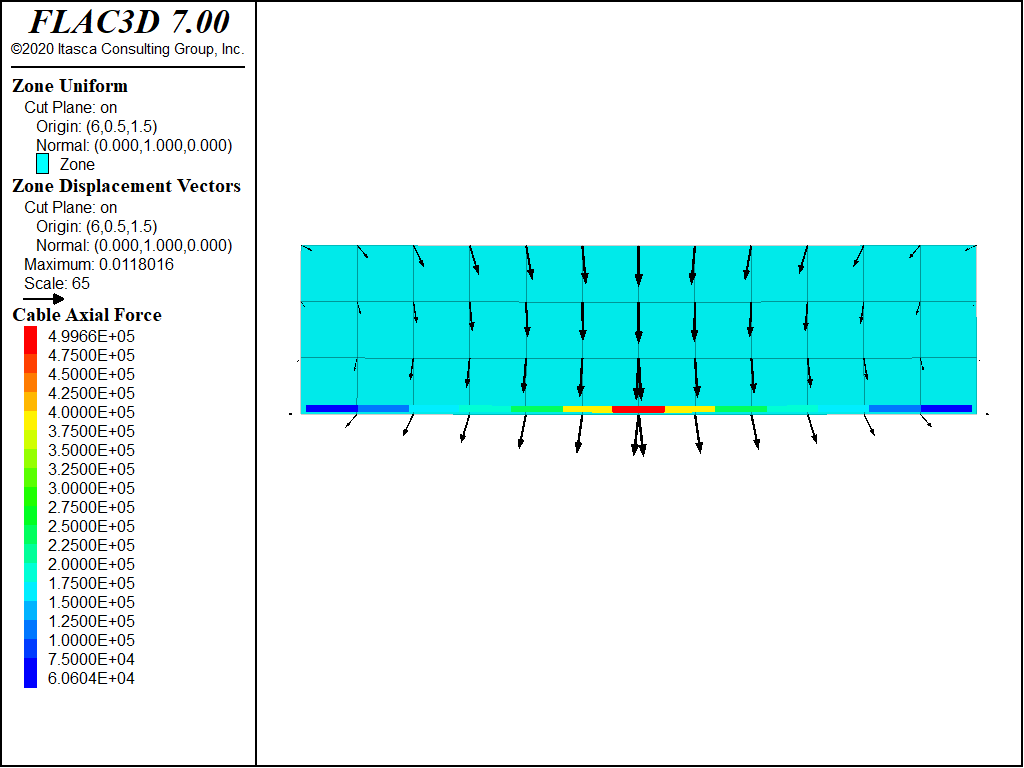 FLAC3D 7.00
©2020 Itasca Consulting Group, Inc.
Zone Uniform
Cut Plane: on
Origin: (6,0.5,1.5)
Normal: (0.000,1.000,0.000)
Zone
Zone Displacement Vectors
Cut Plane: on
Origin: (6,0.5,1.5)
Normal: (0.000,1.000,0.000)
Maximum: 0.0118016
Scale: 65
Cable Axial Force
4.9966E+05
4.7500E+05
4.5000E+05
4.2500E+05
4.0000E+05
3.7500E+05
3.5000E+05
3.2500E+05
3.0000E+05
2.7500E+05
2.5000E+05
2.2500E+05
2.0000E+05
1.7500E+05
1.5000E+05
1.2500E+05
1.0000E+05
7.5000E+04
6.0604E+04